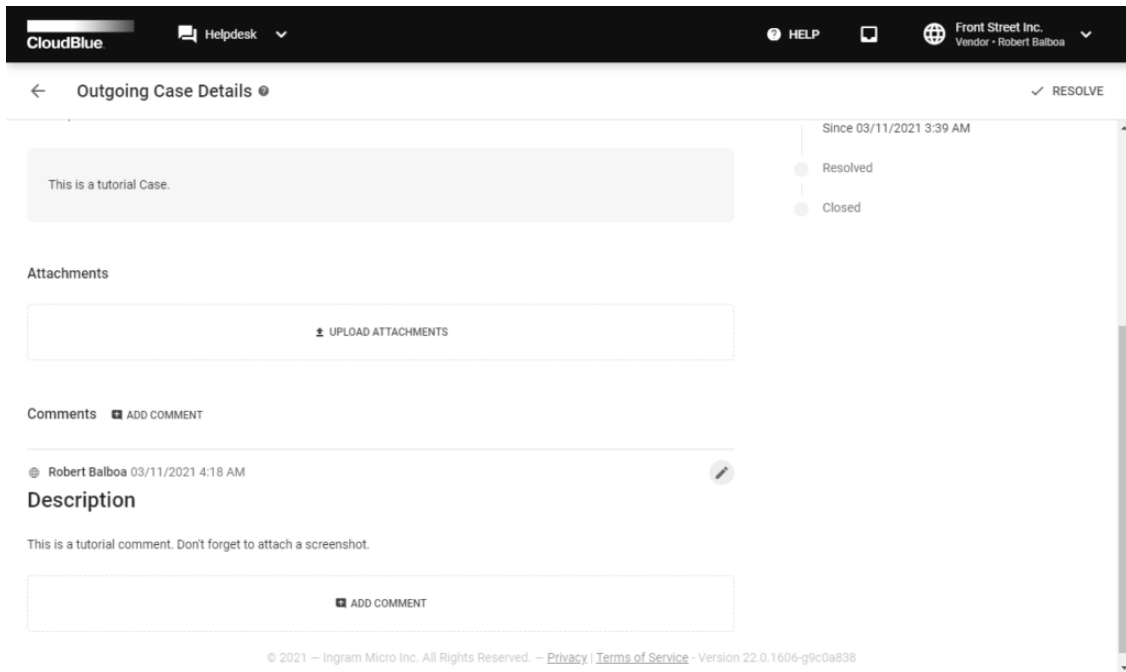 CloudBlue.
Helpdesk
HELP
Front Street Inc.
Vendor • Robert Balboa
Outgoing Case Details
RESOLVE
Since 03/11/2021 3:39 AM
This is a tutorial Case.
Resolved
Closed
Attachments
UPLOAD ATTACHMENTS
Comments ADD COMMENT
Robert Balboa 03/11/2021 4:18 AM
Description
This is a tutorial comment. Don't forget to attach a screenshot.
ADD COMMENT
© 2021 — Ingram Micro Inc. All Rights Reserved. — Privacy | Terms of Service - Version 22.0.1606-g9c0a838